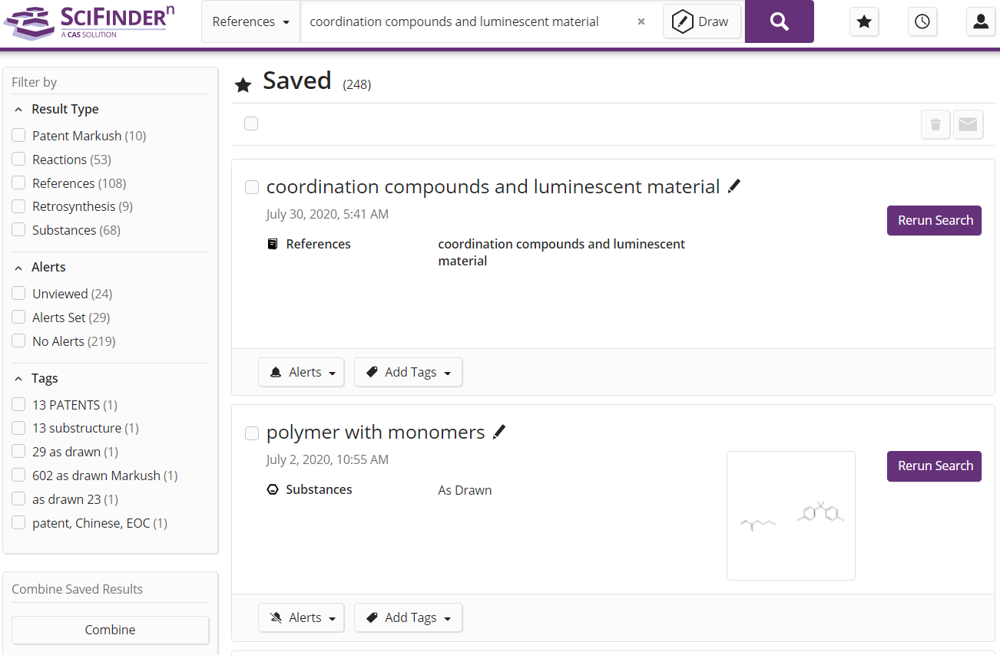 SCIFINDERⁿ
A CAS SOLUTION
References
coordination compounds and luminescent material
Draw
Filter by
Result Type
Patent Markush (10)
Reactions (53)
References (108)
Retrosynthesis (9)
Substances (68)
Alerts
Unviewed (24)
Alerts Set (29)
No Alerts (219)
Tags
13 PATENTS (1)
13 substructure (1)
29 as drawn (1)
602 as drawn Markush (1)
as drawn 23 (1)
patent, Chinese, EOC (1)
Combine Saved Results
Combine
Saved (248)
coordination compounds and luminescent material
July 30, 2020, 5:41 AM
Rerun Search
References
coordination compounds and luminescent
material
Alerts
Add Tags
polymer with monomers
July 2, 2020, 10:55 AM
Rerun Search
Substances
As Drawn
Alerts
Add Tags